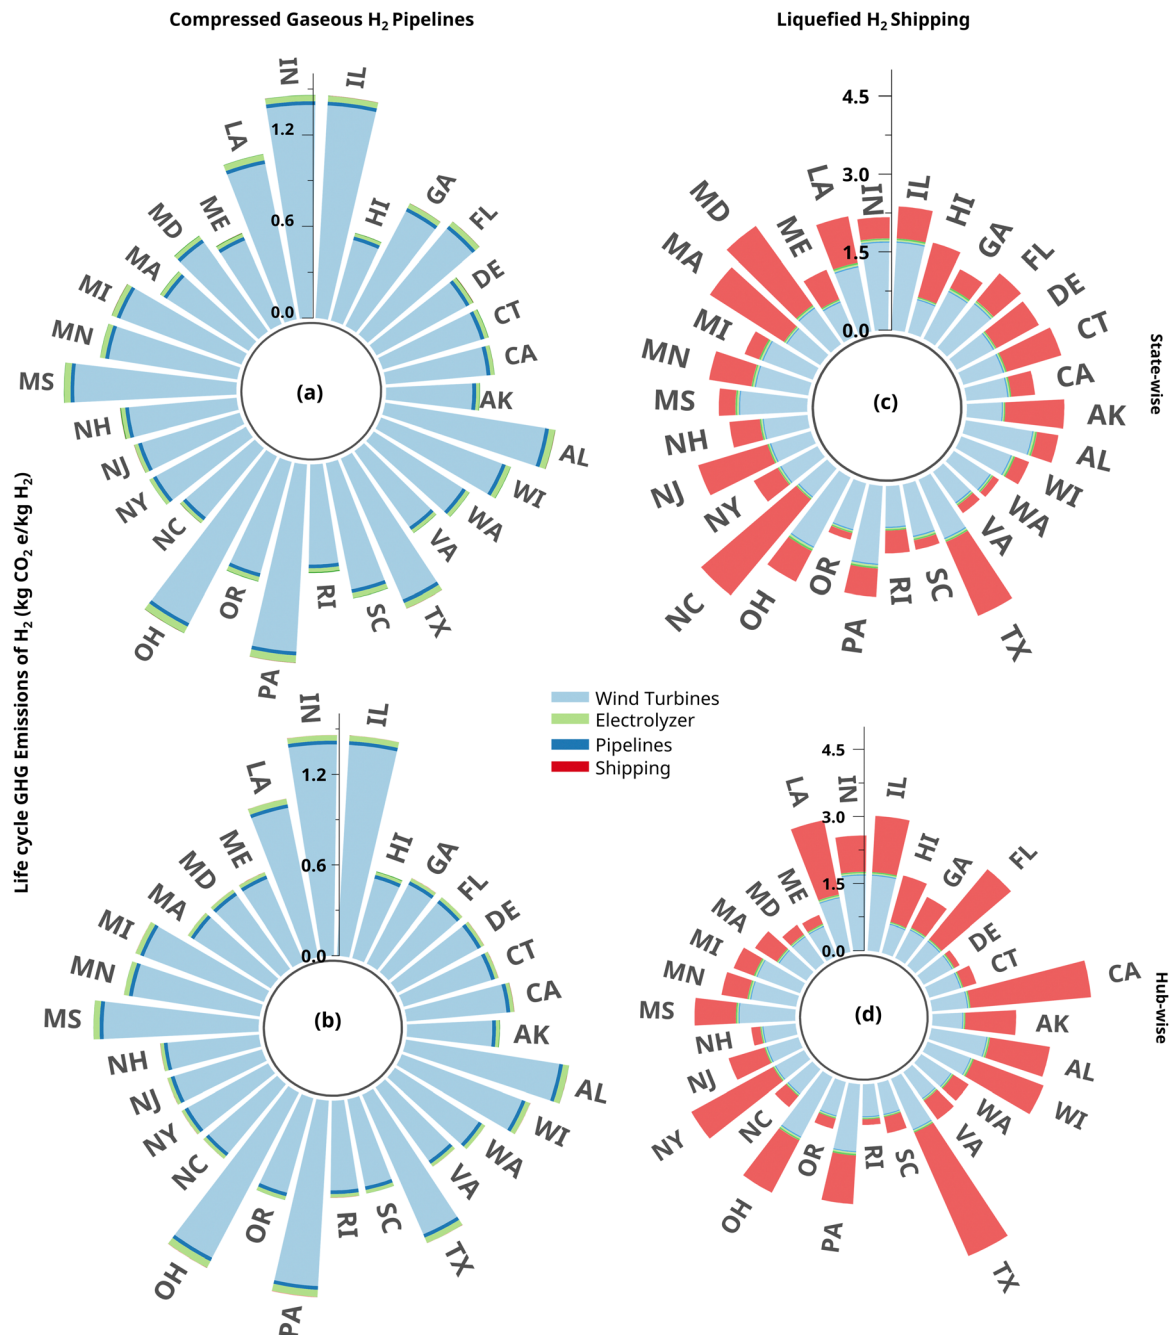 Compressed Gaseous H2 Pipelines
Liquefied H2 Shipping
Life cycle GHG Emissions of H2 (kg CO2 e/kg H2)
State-wise
Hub-wise
1.2
0.6
0.0
(a)
IN
IL
HI
GA
FL
DE
CT
CA
AK
AL
WI
WA
VA
TX
SC
RI
PA
OR
OH
NC
NY
NJ
NH
MS
MN
MI
MA
MD
ME
LA
4.5
3.0
1.5
0.0
(c)
IN
IL
HI
GA
FL
DE
CT
CA
AK
AL
WI
WA
VA
TX
SC
RI
PA
OR
OH
NC
NY
NJ
NH
MS
MN
MI
MA
MD
ME
LA
Wind Turbines
Electrolyzer
Pipelines
Shipping
1.2
0.6
0.0
(b)
IN
IL
HI
GA
FL
DE
CT
CA
AK
AL
WI
WA
VA
TX
SC
RI
PA
OR
OH
NC
NY
NJ
NH
MS
MN
MI
MA
MD
ME
LA
4.5
3.0
1.5
0.0
(d)
IN
IL
HI
GA
FL
DE
CT
CA
AK
AL
WI
WA
VA
TX
SC
RI
PA
OR
OH
NC
NY
NJ
NH
MS
MN
MI
MA
MD
ME
LA